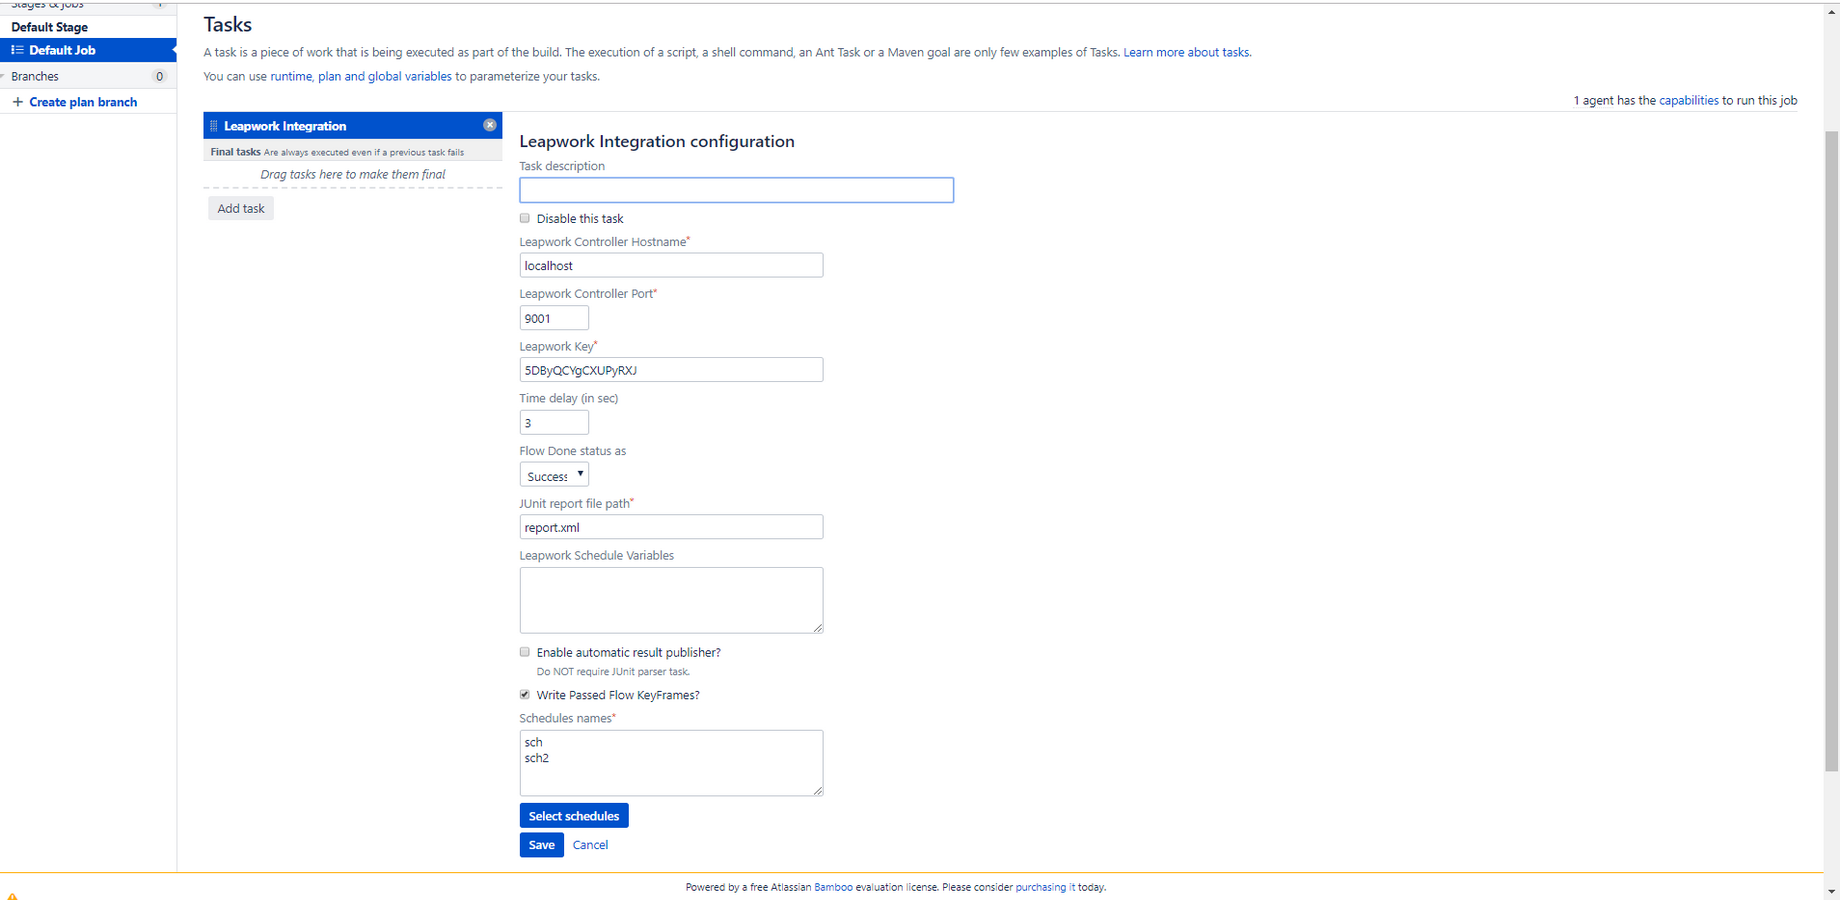 Stages & jobs 1
Default Stage
Default Job
Branches 0
+ Create plan branch
Tasks
A task is a piece of work that is being executed as part of the build. The execution of a script, a shell command, an Ant Task or a Maven goal are only few examples of Tasks. Learn more about tasks.
You can use runtime, plan and global variables to parameterize your tasks.
1 agent has the capabilities to run this job
Leapwork Integration
Final tasks Are always executed even if a previous task fails
Drag tasks here to make them final
Add task
Leapwork Integration configuration
Task description
Disable this task
Leapwork Controller Hostname*
localhost
Leapwork Controller Port*
9001
Leapwork Key*
5DByQCYgCXUPyRXJ
Time delay (in sec)
3
Flow Done status as
Success
JUnit report file path*
report.xml
Leapwork Schedule Variables
Enable automatic result publisher?
Do NOT require JUnit parser task.
Write Passed Flow KeyFrames?
Schedules names*
sch
sch2
Select schedules
Save Cancel
Powered by a free Atlassian Bamboo evaluation license. Please consider purchasing it today.